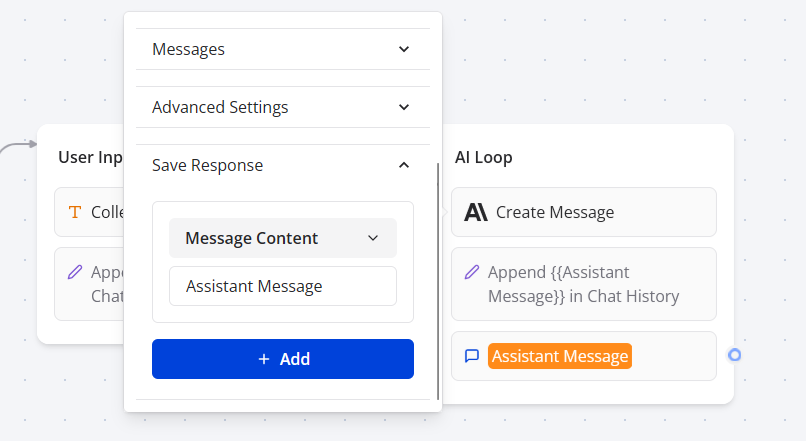 Messages
Advanced Settings
Save Response
Message Content
Assistant Message
+ Add
User Inp
Colle
Appe
Chat
AI Loop
Create Message
Append {{Assistant
Message}} in Chat History
Assistant Message